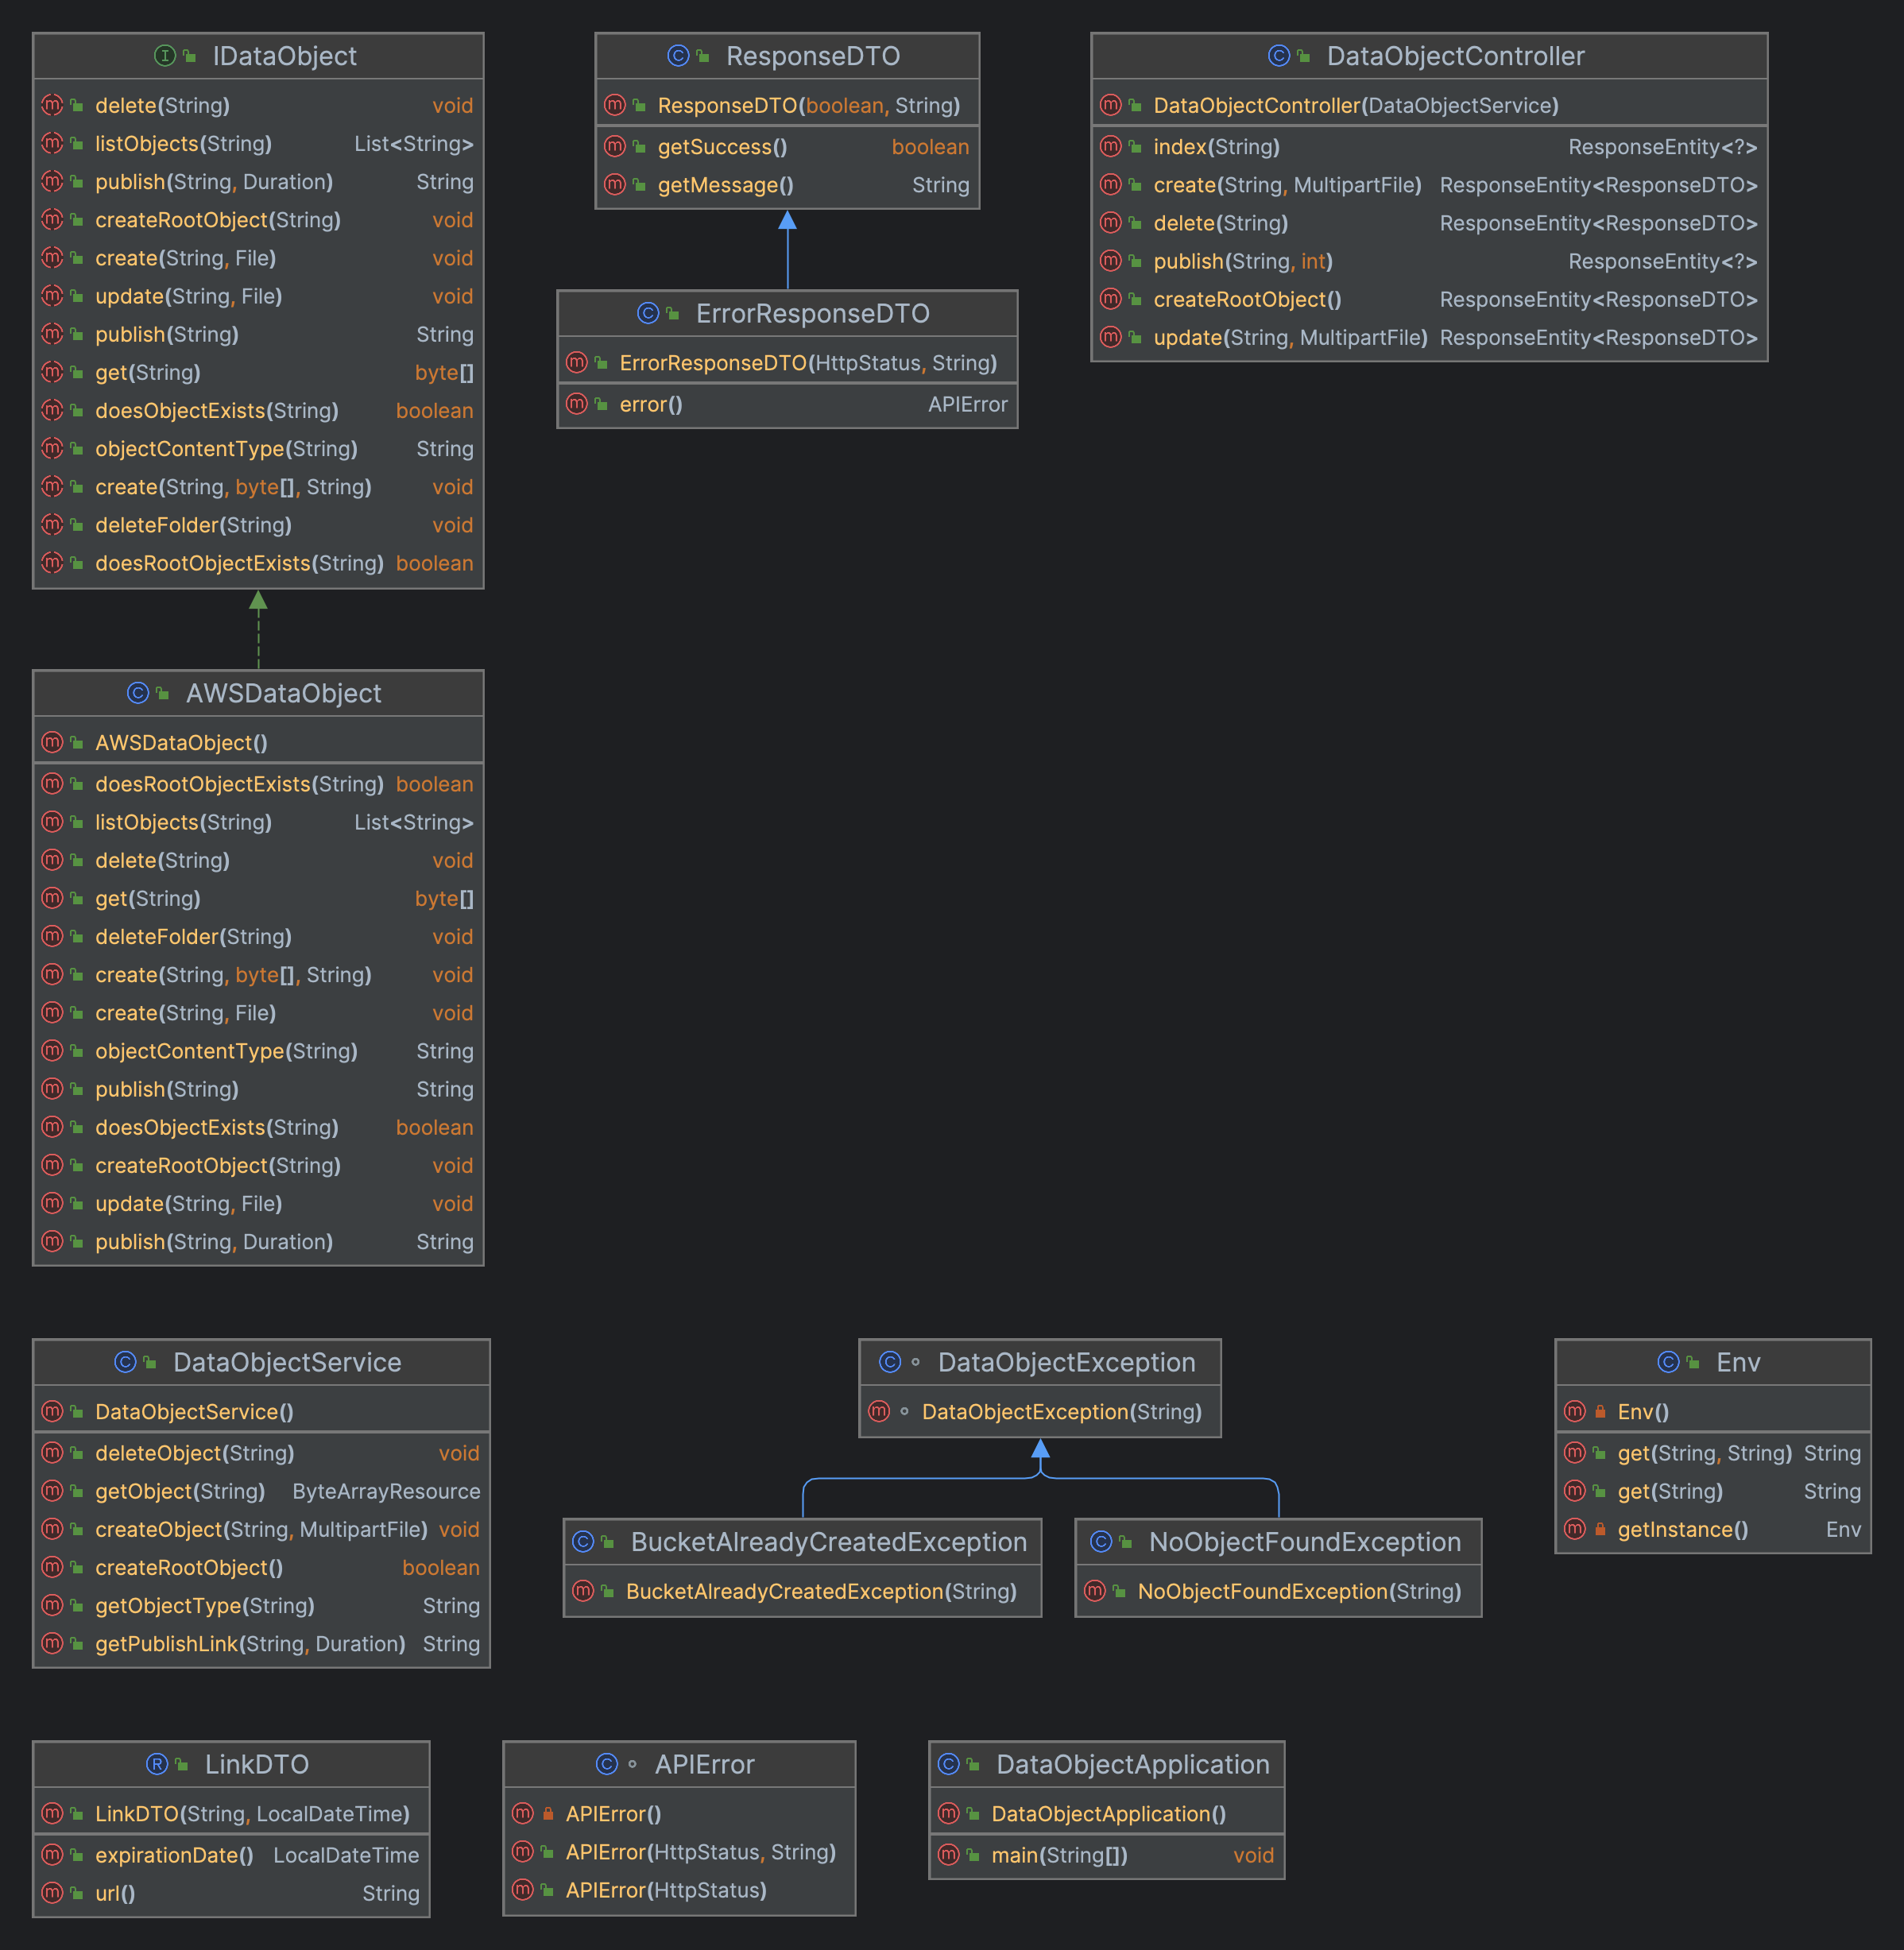 IDataObject
delete(String) void
listObjects(String) List<String>
publish(String, Duration) String
createRootObject(String) void
create(String, File) void
update(String, File) void
publish(String) String
get(String) byte[]
doesObjectExists(String) boolean
objectContentType(String) String
create(String, byte[], String) void
deleteFolder(String) void
doesRootObjectExists(String) boolean
ResponseDTO
ResponseDTO(boolean, String)
getSuccess() boolean
getMessage() String
ErrorResponseDTO
ErrorResponseDTO(HttpStatus, String)
error() APIError
DataObjectController
DataObjectController(DataObjectService)
index(String) ResponseEntity<?>
create(String, MultipartFile) ResponseEntity<ResponseDTO>
delete(String) ResponseEntity<ResponseDTO>
publish(String, int) ResponseEntity<?>
createRootObject() ResponseEntity<ResponseDTO>
update(String, MultipartFile) ResponseEntity<ResponseDTO>
AWSDataObject
AWSDataObject()
doesRootObjectExists(String) boolean
listObjects(String) List<String>
delete(String) void
get(String) byte[]
deleteFolder(String) void
create(String, byte[], String) void
create(String, File) void
objectContentType(String) String
publish(String) String
doesObjectExists(String) boolean
createRootObject(String) void
update(String, File) void
publish(String, Duration) String
DataObjectService
DataObjectService()
deleteObject(String) void
getObject(String) ByteArrayResource
createObject(String, MultipartFile) void
createRootObject() boolean
getObjectType(String) String
getPublishLink(String, Duration) String
DataObjectException
DataObjectException(String)
BucketAlreadyCreatedException
BucketAlreadyCreatedException(String)
NoObjectFoundException
NoObjectFoundException(String)
Env
Env()
get(String, String) String
get(String) String
getInstance() Env
LinkDTO
LinkDTO(String, LocalDateTime)
expirationDate() LocalDateTime
url() String
APIError
APIError()
APIError(HttpStatus, String)
APIError(HttpStatus)
DataObjectApplication
DataObjectApplication()
main(String[]) void